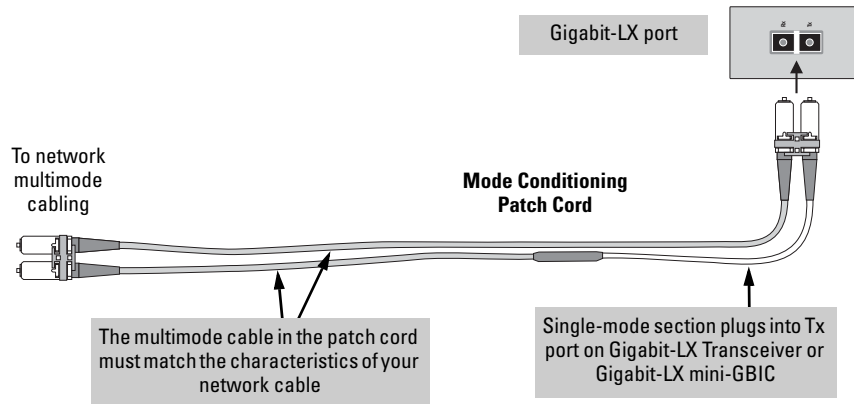 Gigabit-LX port
To network
multimode
cabling
Mode Conditioning
Patch Cord
The multimode cable in the patch cord
must match the characteristics of your
network cable
Single-mode section plugs into Tx
port on Gigabit-LX Transceiver or
Gigabit-LX mini-GBIC